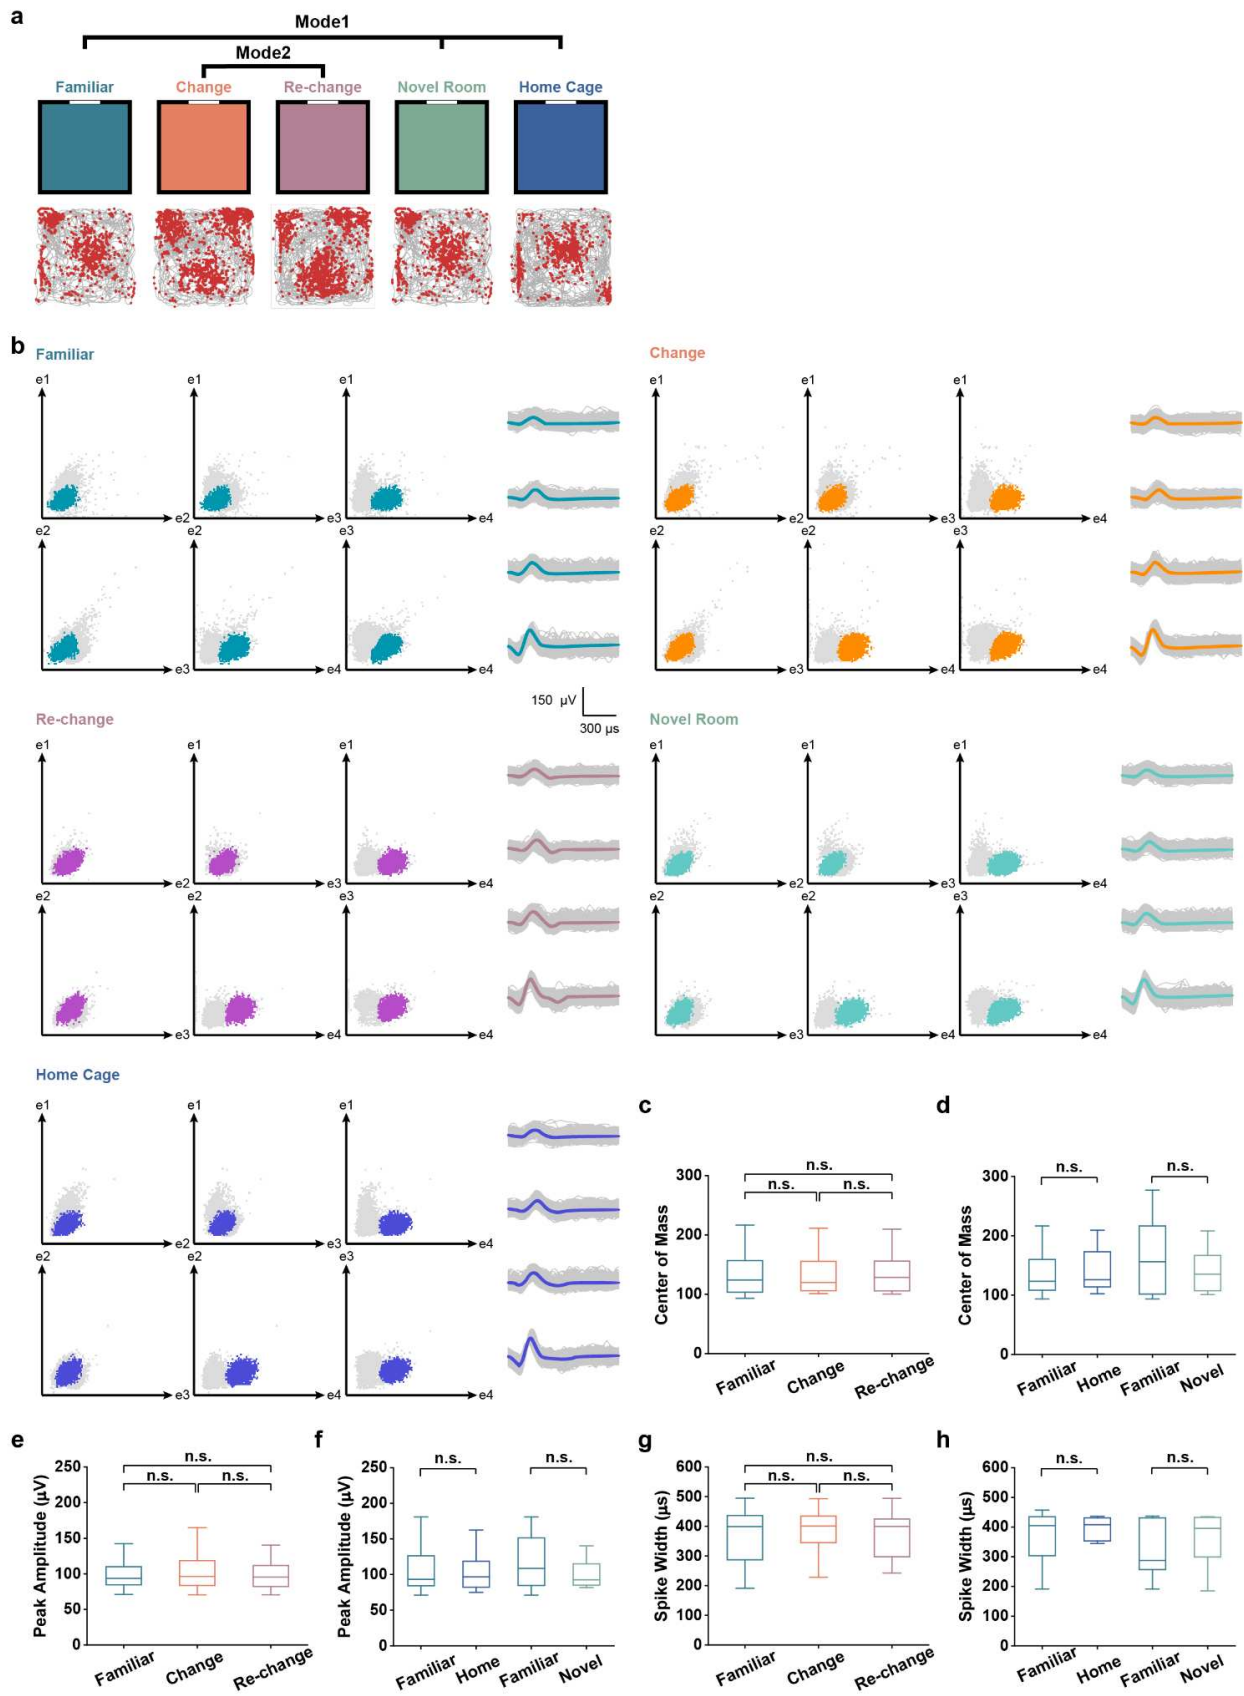 a
Mode1
Mode2
Familiar Change Re-change Novel Room Home Cage
b
Familiar
e1 e1 e1
e2 e3 e4
e2 e2 e3
e3 e4 e4
Change
e1 e1 e1
e2 e3 e4
e2 e2 e3
e3 e4 e4
150 µV
300 µs
Re-change
e1 e1 e1
e2 e3 e4
e2 e2 e3
e3 e4 e4
Novel Room
e1 e1 e1
e2 e3 e4
e2 e2 e3
e3 e4 e4
Home Cage
e1 e1 e1
e2 e3 e4
e2 e2 e3
e3 e4 e4
c
n.s.
n.s. n.s.
Center of Mass
300
200
100
0
Familiar Change Re-change
d
n.s. n.s.
Center of Mass
300
200
100
0
Familiar Home Familiar Novel
e
n.s.
n.s. n.s.
Peak Amplitude (µV)
250
200
150
100
50
0
Familiar Change Re-change
f
n.s. n.s.
Peak Amplitude (µV)
250
200
150
100
50
0
Familiar Home Familiar Novel
g
n.s.
n.s. n.s.
Spike Width (µs)
600
500
400
300
200
100
0
Familiar Change Re-change
h
n.s. n.s.
Spike Width (µs)
600
500
400
300
200
100
0
Familiar Home Familiar Novel